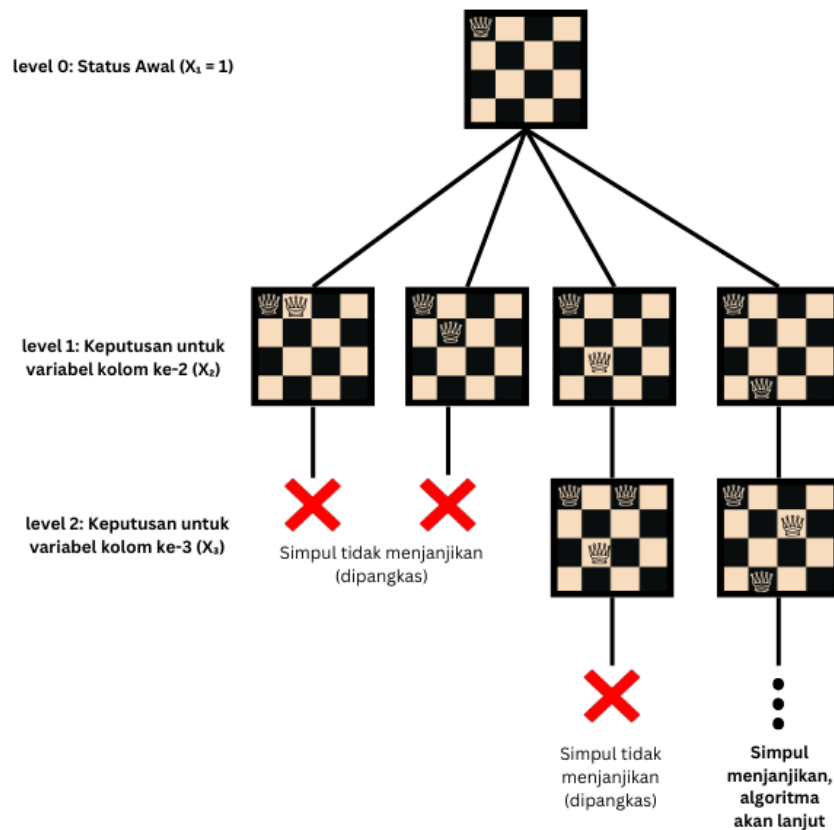 level 0: Status Awal (X₁ = 1)
level 1: Keputusan untuk
variabel kolom ke-2 (X₂)
level 2: Keputusan untuk
variabel kolom ke-3 (X₃)
Simpul tidak menjanjikan
(dipangkas)
Simpul tidak
menjanjikan
(dipangkas)
Simpul
menjanjikan,
algoritma
akan lanjut